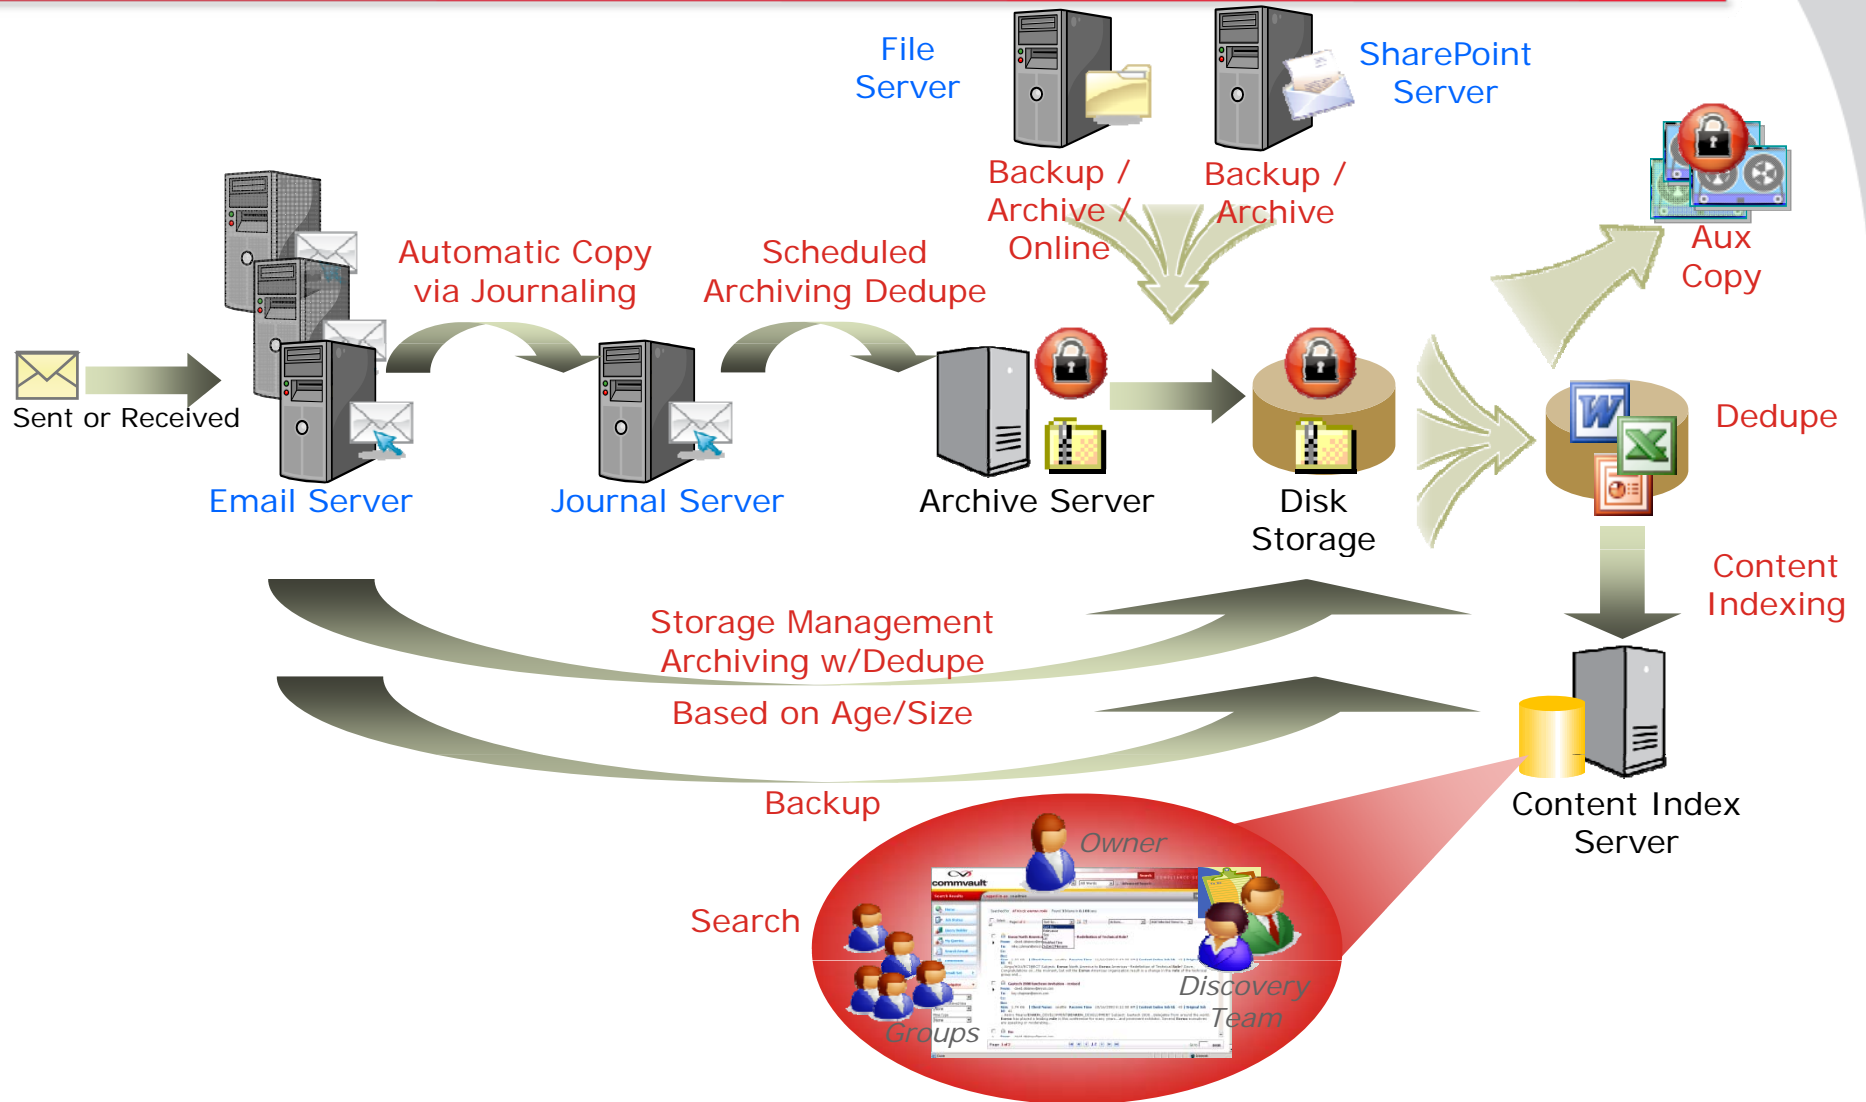 File
Server
SharePoint
Server
Backup /
Archive /
Online
Backup /
Archive
Aux
Copy
Automatic Copy
via Journaling
Scheduled
Archiving Dedupe
Sent or Received
Email Server
Journal Server
Archive Server
Disk
Storage
Dedupe
Content
Indexing
Storage Management
Archiving w/Dedupe
Based on Age/Size
Backup
Content Index
Server
Search
Owner
commvault
Search Results
Discovery
Team
Groups